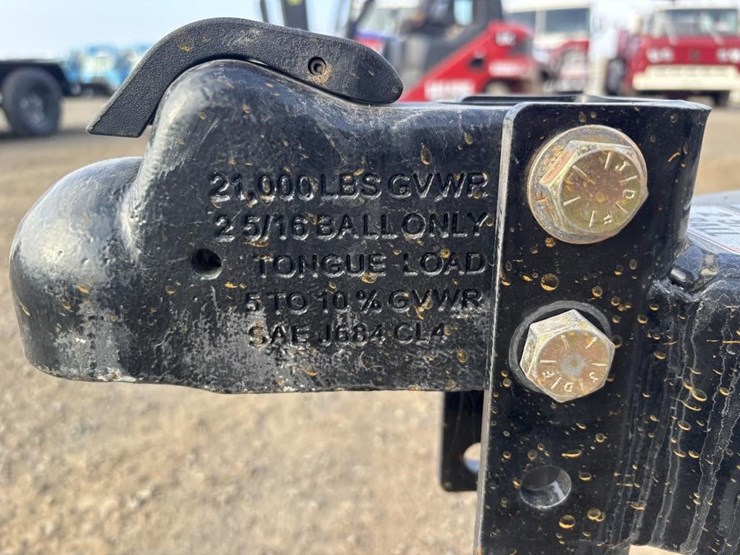 21,000 LBS GVWR
2 5/16 BALL ONLY
TONGUE LOAD
5 TO 10 % GVWR
SAE J684 CL4